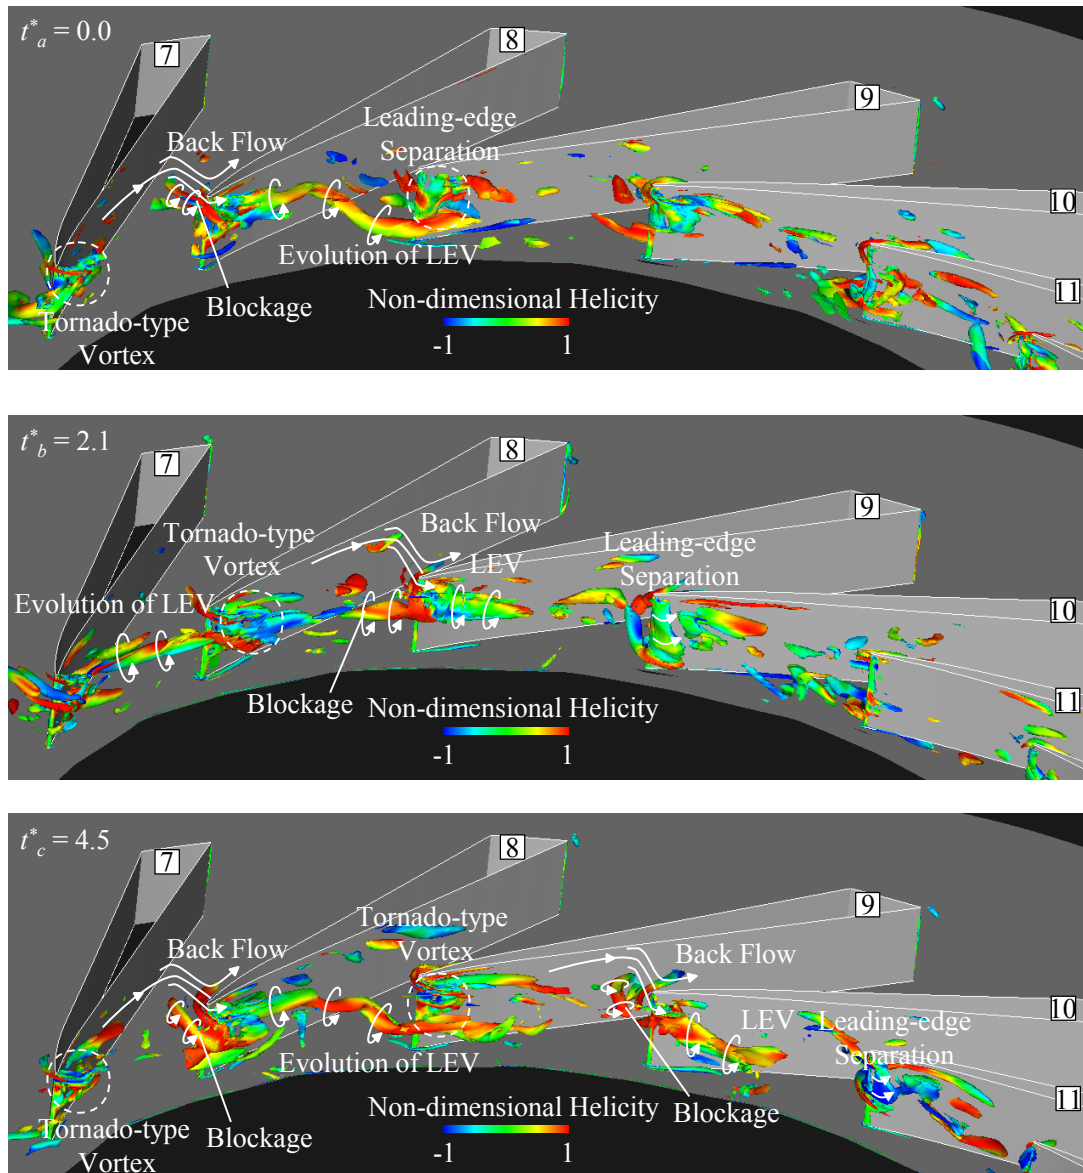 t*a = 0.0
7
8
9
Leading-edge
Separation
Back Flow
10
Evolution of LEV
11
Blockage
Non-dimensional Helicity
Tornado-type
Vortex
-1
1
t*b = 2.1
7
8
9
Tornado-type
Vortex
Back Flow
LEV
Leading-edge
Separation
Evolution of LEV
10
Blockage
11
Non-dimensional Helicity
-1
1
t*c = 4.5
7
8
9
Tornado-type
Vortex
Back Flow
Back Flow
10
LEV
Leading-edge
Separation
Evolution of LEV
11
Non-dimensional Helicity
Blockage
Tornado-type
Vortex
Blockage
-1
1